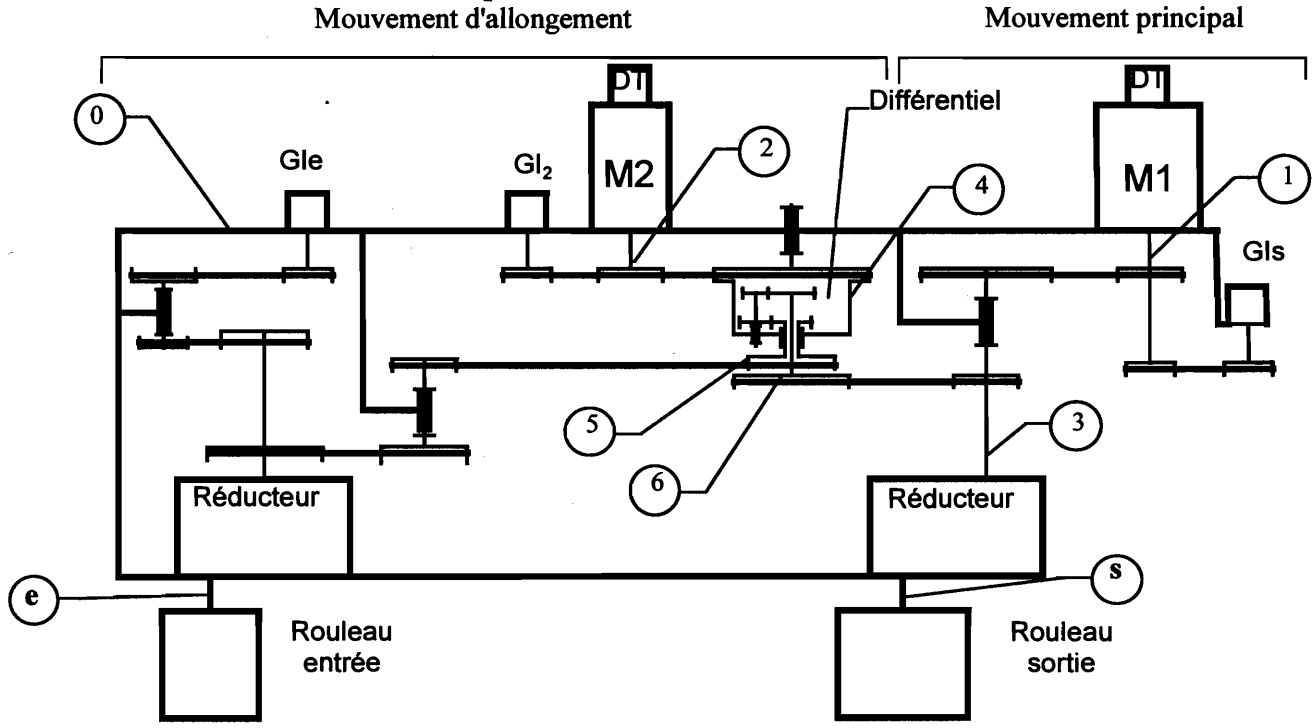 Mouvement d'allongement
Mouvement principal
DT
DT
Différentiel
0
Gle
Gl₂
M2
2
4
M1
1
Gls
5
3
6
Réducteur
Réducteur
e
s
Rouleau
entrée
Rouleau
sortie